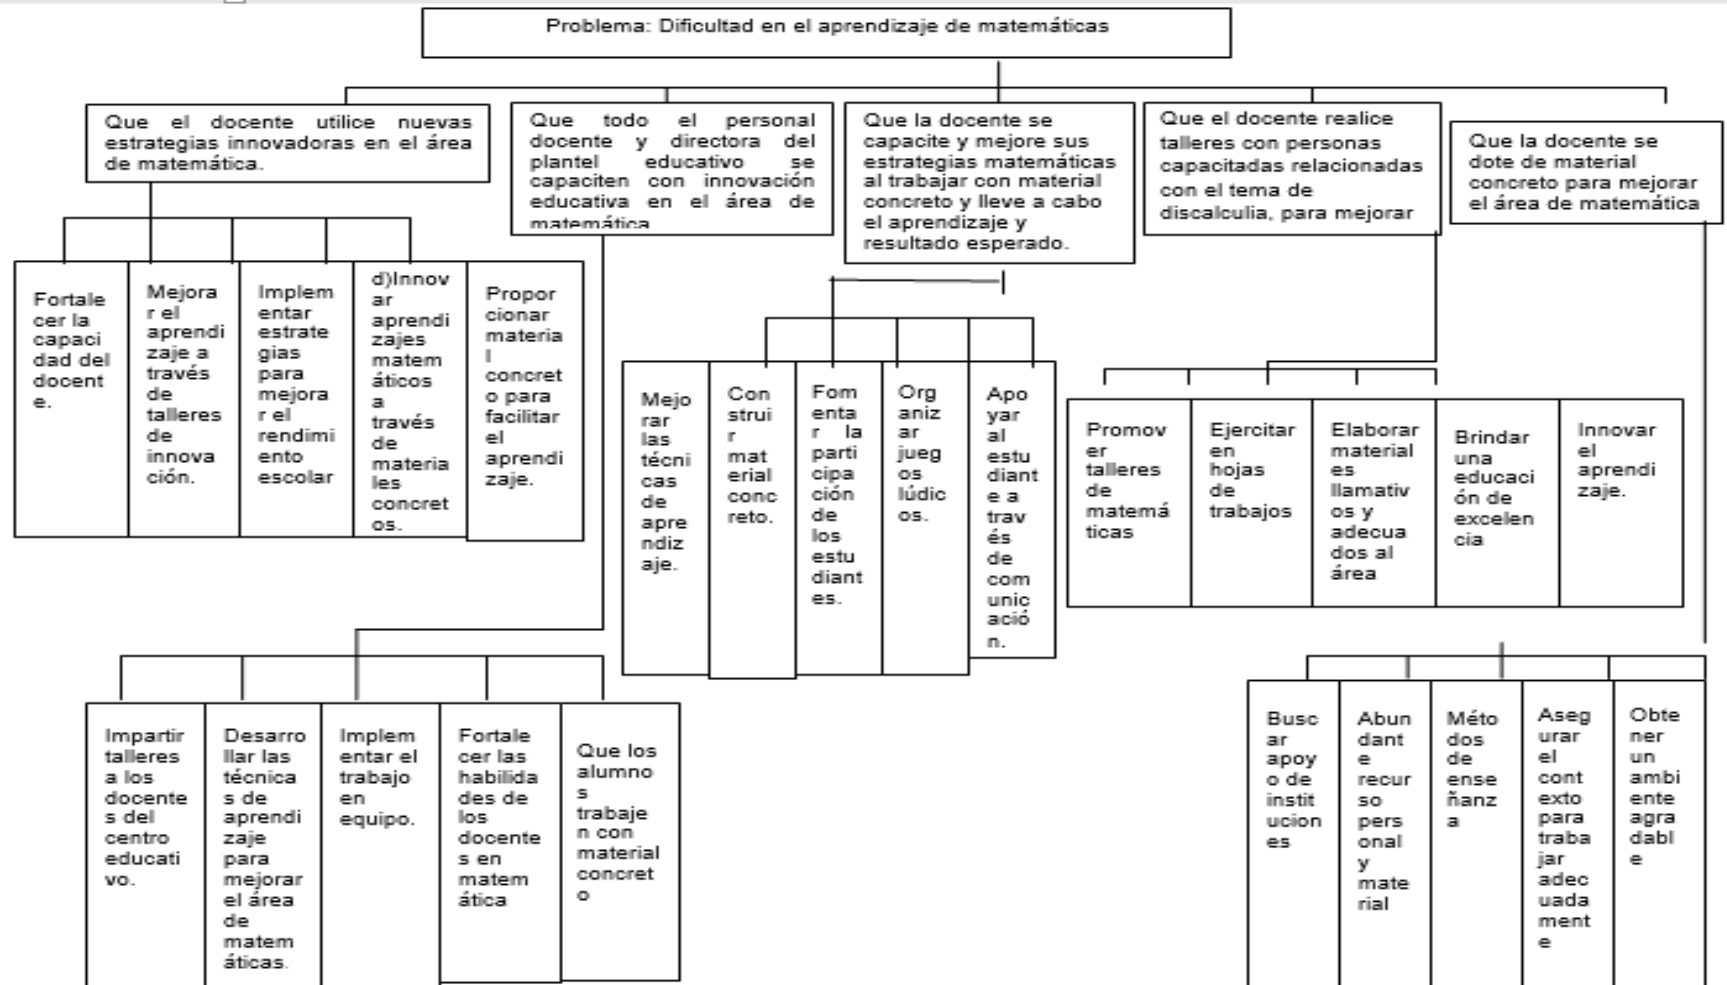 Problema: Dificultad en el aprendizaje de matemáticas
Que el docente utilice nuevas
estrategias innovadoras en el área
de matemática.
Que todo el personal
docente y directora del
plantel educativo se
capaciten con innovación
educativa en el área de
matemática
Que la docente se
capacite y mejore sus
estrategias matemáticas
al trabajar con material
concreto y lleve a cabo
el aprendizaje y
resultado esperado.
Que el docente realice
talleres con personas
capacitadas relacionadas
con el tema de
discalculia, para mejorar
Que la docente se
dote de material
concreto para mejorar
el área de matemática
Fortale
cer la
capaci
dad del
docent
e.
Mejora
r el
aprendi
zaje a
través
de
talleres
de
innova
ción.
Implem
entar
estrate
gias
para
mejora
r el
rendimi
ento
escolar
d)Innov
ar
aprendi
zajes
matem
áticos
a
través
de
materia
les
concret
os.
Propor
cionar
materia
l
concret
o para
facilitar
el
aprendi
zaje.
Mejo
rar
las
técni
cas
de
apre
ndiz
aje.
Con
strui
r
mat
erial
conc
reto.
Fom
enta
r la
parti
cipa
ción
de
los
estu
diant
es.
Org
aniz
ar
jueg
os
lúdic
os.
Apo
yar
al
estu
diant
e a
trav
és
de
com
unic
ació
n.
Promov
er
talleres
de
matemá
ticas
Ejercitar
en
hojas
de
trabajos
Elaborar
material
es
llamativ
os y
adecua
dos al
área
Brindar
una
educaci
ón de
excelen
cia
Innovar
el
aprendi
zaje.
Impartir
talleres
a los
docente
s del
centro
educati
vo.
Desarro
llar las
técnica
s de
aprendi
zaje
para
mejorar
el área
de
matem
áticas.
Implem
entar el
trabajo
en
equipo.
Fortale
cer las
habilida
des de
los
docente
s en
matem
ática
Que los
alumno
s
trabaje
n con
material
concret
o
Busc
ar
apoy
o de
instit
ucion
es
Abun
dant
e
recur
so
pers
onal
y
mate
rial
Méto
dos
de
ense
ñanz
a
Aseg
urar
el
cont
exto
para
traba
jar
adec
uada
ment
e
Obte
ner
un
ambi
ente
agra
dabl
e